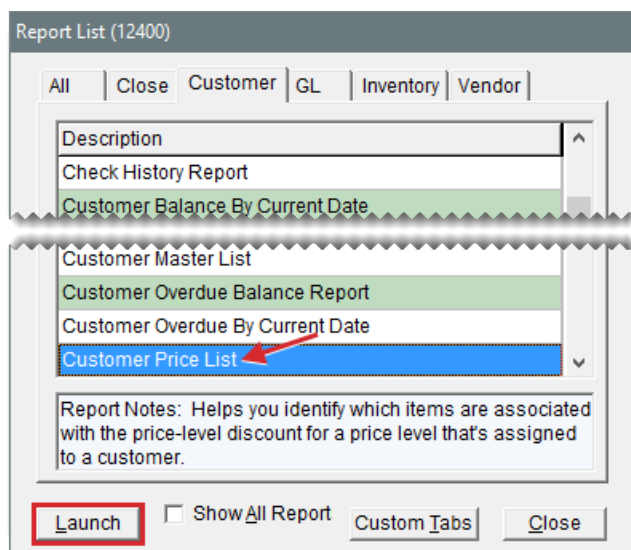 Report List (12400)
All Close Customer GL Inventory Vendor
Description
Check History Report
Customer Balance By Current Date
Customer Master List
Customer Overdue Balance Report
Customer Overdue By Current Date
Customer Price List
Report Notes: Helps you identify which items are associated
with the price-level discount for a price level that's assigned
to a customer.
Launch Show All Report Custom Tabs Close